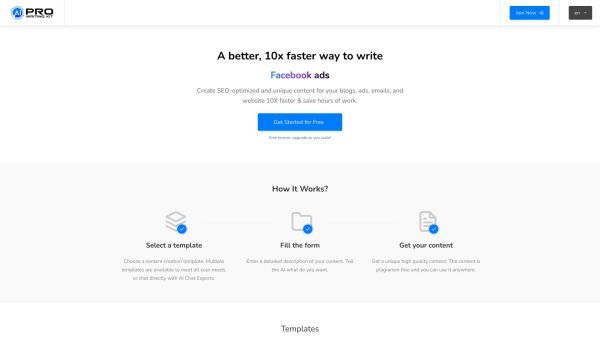 AI PRO
WRITING KIT
Join Now
en
A better, 10x faster way to write
Facebook ads
Create SEO-optimized and unique content for your blogs, ads, emails, and
website 10X faster & save hours of work.
Get Started for Free
Free forever, upgrade as you scale!
How It Works?
Select a template
Fill the form
Get your content
Choose a content creation template. Multiple
templates are available to meet all your needs,
or chat directly with AI Chat Experts.
Enter a detailed description of your content. Tell
the AI what do you want.
Get a unique high quality content. The content is
plagiarism free and you can use it anywhere.
Templates